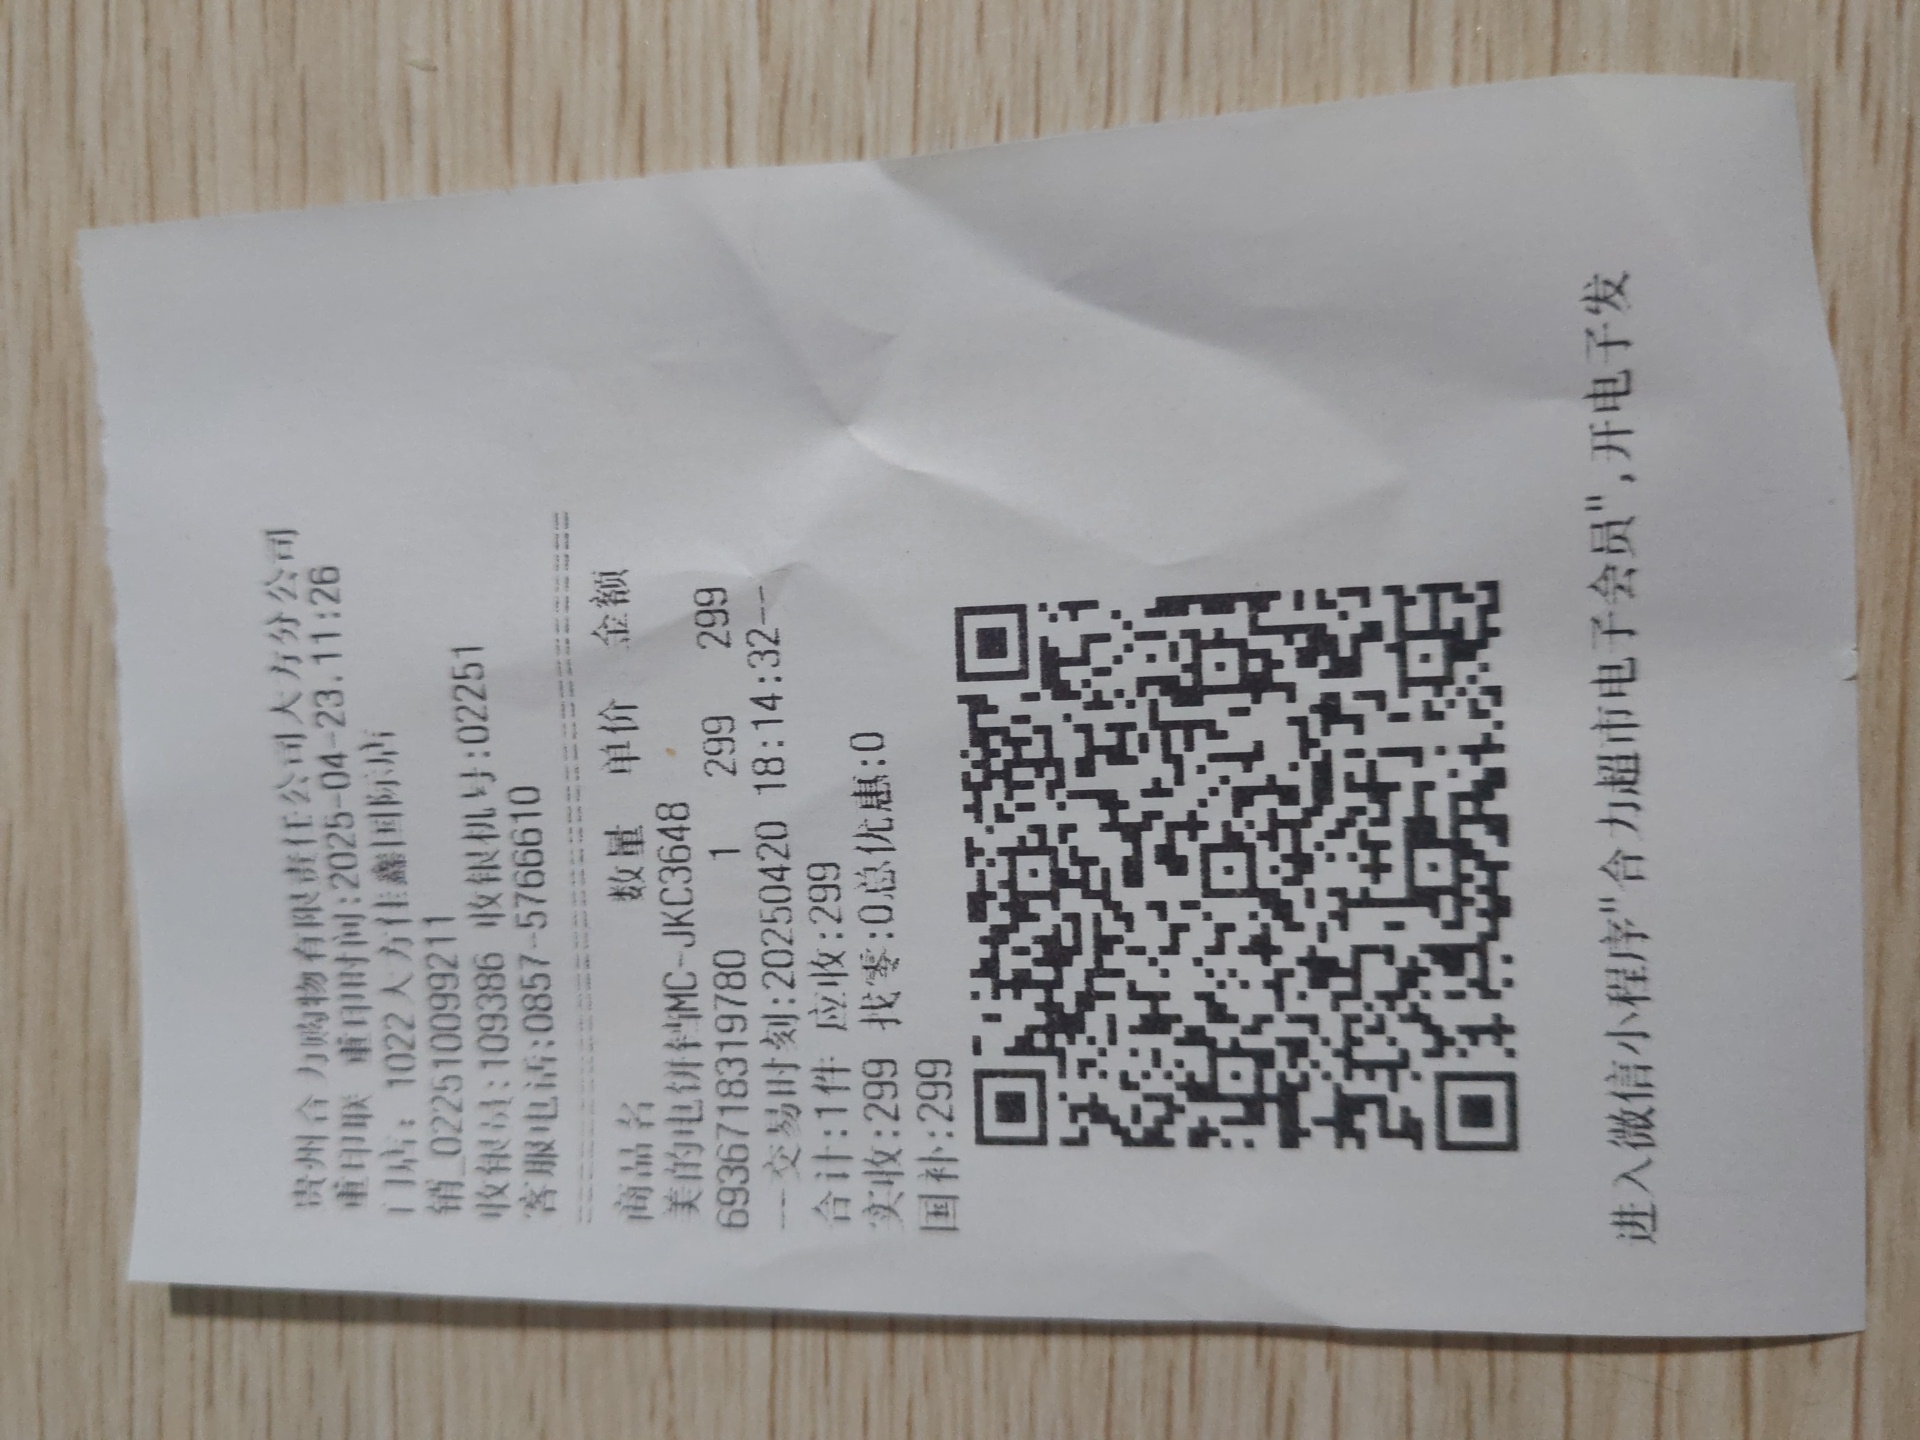 贵州合力购物有限责任公司大方分公司
重印联 重印时间:2025-04-23.11:26
门店: 1022大方佳鑫国际店
销_022510099211
收银员:109386 收银机号:02251
客服电话:0857-5766610
商品名 数量 单价 金额
美的电饼铛MC-JKC3648
6936718319780 1 299 299
--交易时刻:20250420 18:14:32--
合计:1件 应收:299
实收:299 找零:0总优惠:0
国补:299
进入微信小程序"合力超市电子会员",开电子发